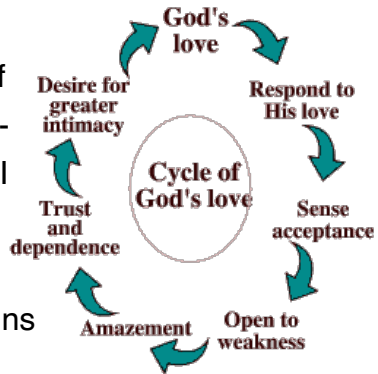 God's
love
Respond to
His love
Sense
acceptance
Open to
weakness
Amazement
Trust
and
dependence
Desire for
greater
intimacy
Cycle of
God's love
f
-
l
ns